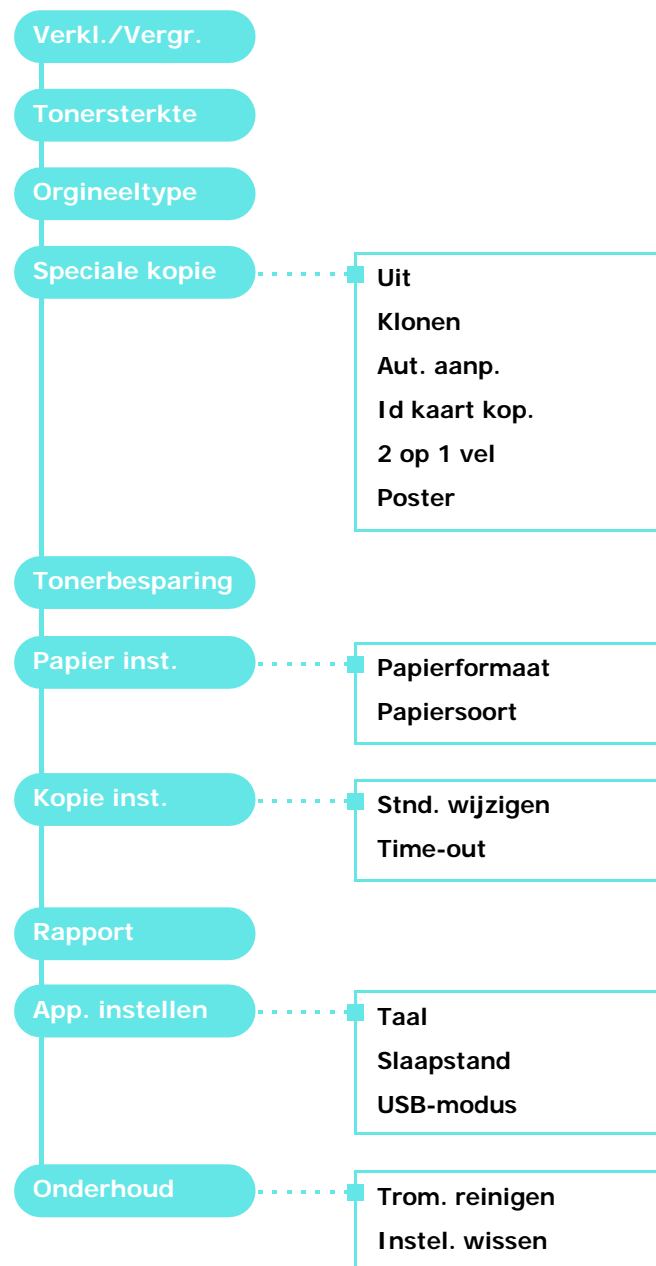 Verkl./Vergr.
Tonersterkte
Orgineeltype
Speciale kopie
Uit
Klonen
Aut. aanp.
Id kaart kop.
2 op 1 vel
Poster
Tonerbesparing
Papier inst.
Papierformaat
Papiersoort
Kopie inst.
Stnd. wijzigen
Time-out
Rapport
App. instellen
Taal
Slaapstand
USB-modus
Onderhoud
Trom. reinigen
Instel. wissen